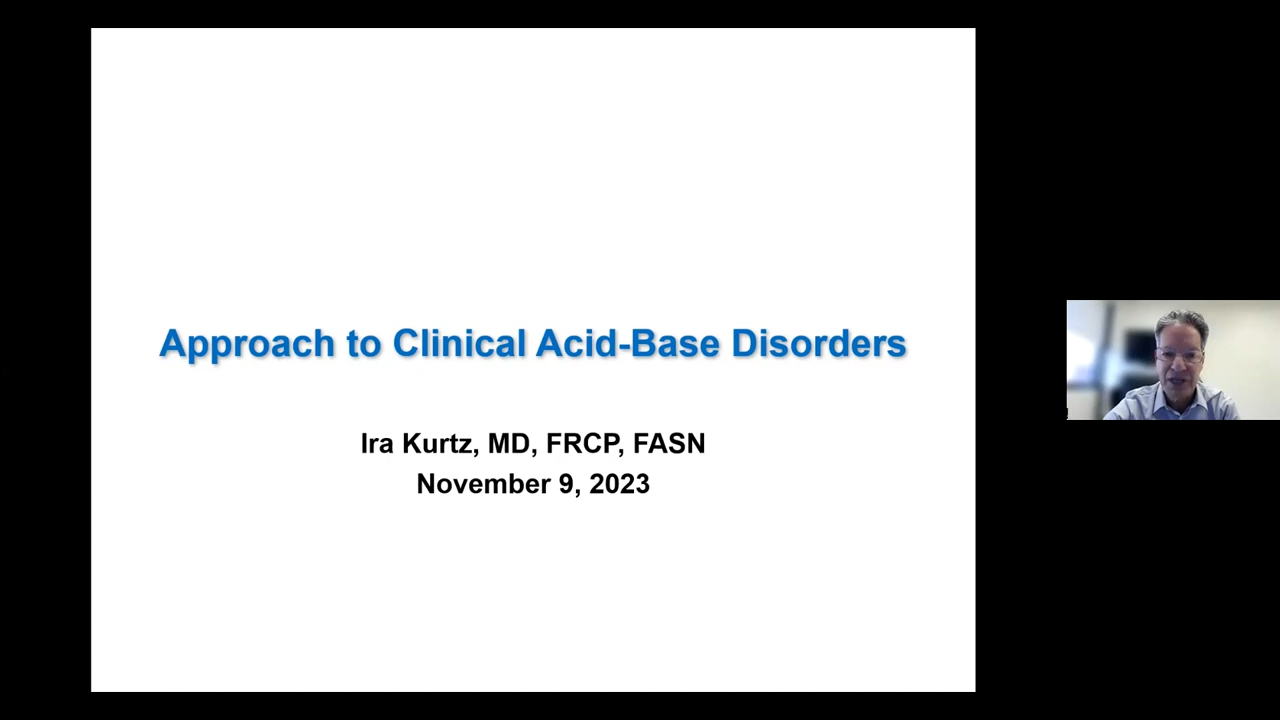 Approach to Clinical Acid-Base Disorders
Ira Kurtz, MD, FRCP, FASN
November 9, 2023